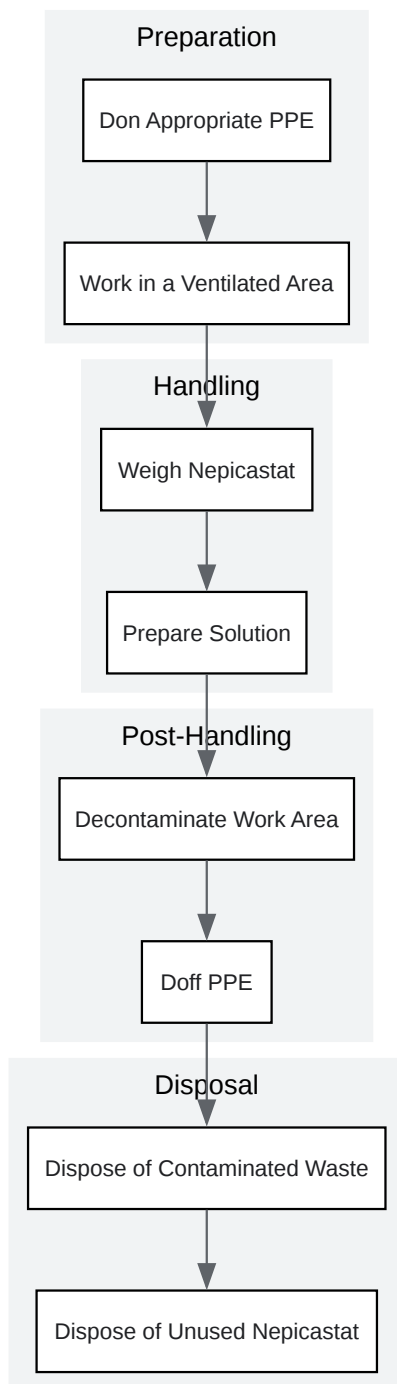 Preparation
Don Appropriate PPE
Work in a Ventilated Area
Handling
Weigh Nepicastat
Prepare Solution
Post-Handling
Decontaminate Work Area
Doff PPE
Disposal
Dispose of Contaminated Waste
Dispose of Unused Nepicastat